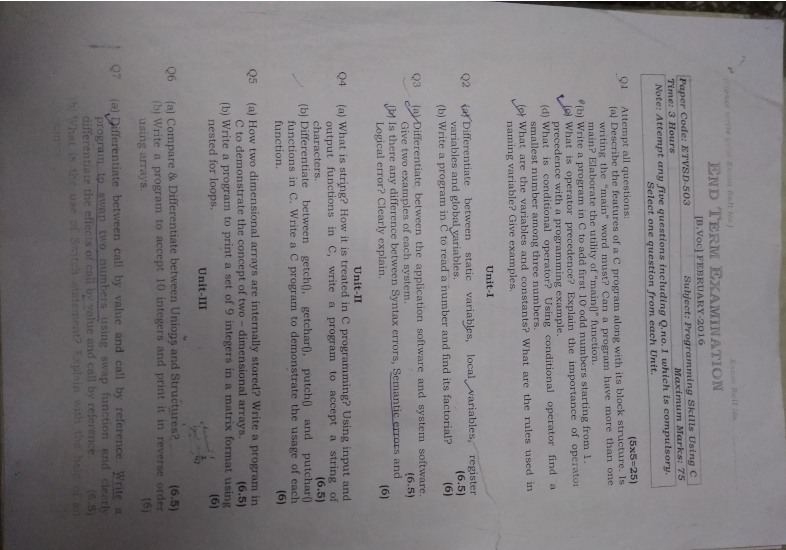 END TERM EXAMINATION
[B.Voc] FEBRUARY-2016
Paper Code: ETVSD-503 Subject: Programming Skills Using C
Time: 3 Hours Maximum Marks: 75
Note: Attempt any five questions including Q.no. 1 which is compulsory.
Select one question from each Unit.
Q1 Attempt all questions: (5x5=25)
(a) Describe the features of a C program along with its block structure. Is
writing the "main" word must? Can a program have more than one
main? Elaborate the utility of "main()" function.
(b) Write a program in C to add first 10 odd numbers starting from 1.
(c) What is operator precedence? Explain the importance of operator
precedence with a programming example.
(d) What is conditional operator? Using conditional operator find a
smallest number among three numbers.
(e) What are the variables and constants? What are the rules used in
naming variable? Give examples.
Unit-I
Q2 (a) Differentiate between static variables, local variables, register
variables and global variables. (6.5)
(b) Write a program in C to read a number and find its factorial? (6)
Q3 (a) Differentiate between the application software and system software.
Give two examples of each system. (6.5)
(b) Is there any difference between Syntax errors, Semantic errors and
Logical error? Clearly explain. (6)
Unit-II
Q4 (a) What is string? How it is treated in C programming? Using input and
output functions in C, write a program to accept a string of
characters. (6.5)
(b) Differentiate between getch(), getchar(), putch() and putchar()
functions in C. Write a C program to demonstrate the usage of each
function. (6)
Q5 (a) How two dimensional arrays are internally stored? Write a program in
C to demonstrate the concept of two - dimensional arrays. (6.5)
(b) Write a program to print a set of 9 integers in a matrix format using
nested for loops. (6)
Unit-III
Q6 (a) Compare & Differentiate between Unions and Structures? (6.5)
(b) Write a program to accept 10 integers and print it in reverse order
using arrays. (6)
Q7 (a) Differentiate between call by value and call by reference. Write a
program to swap two numbers using swap function and clearly
differentiate the effects of call by value and call by reference. (6.5)
(b) What is the use of statement? Explain with the help of an